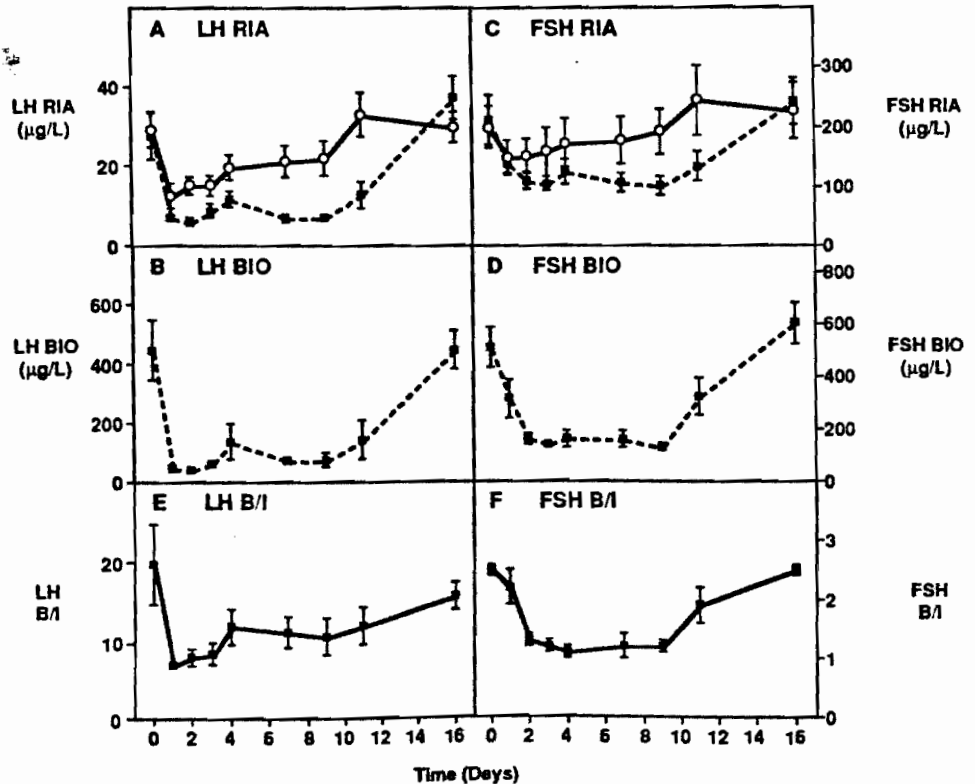 A LH RIA
C FSH RIA
LH RIA
(µg/L)
40
20
0
300
200
100
0
FSH RIA
(µg/L)
B LH BIO
D FSH BIO
LH BIO
(µg/L)
600
400
200
0
800
600
400
200
0
FSH BIO
(µg/L)
E LH B/I
F FSH B/I
LH
B/I
20
10
0
3
2
1
0
FSH
B/I
0 2 4 6 8 10 12 14 16
0 2 4 6 8 10 12 14 16
Time (Days)